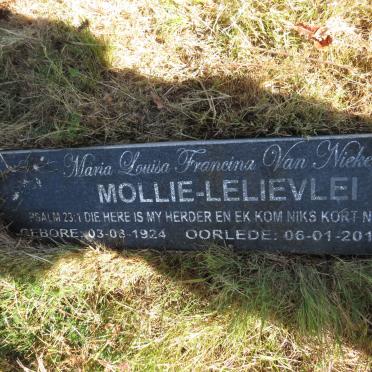 Maria Louisa Francina Van Nieke
MOLLIE-LELIEVLEI
PSALM 23:1 DIE HERE IS MY HERDER EN EK KOM NIKS KORT N
GEBORE: 03-03-1924 OORLEDE: 06-01-201